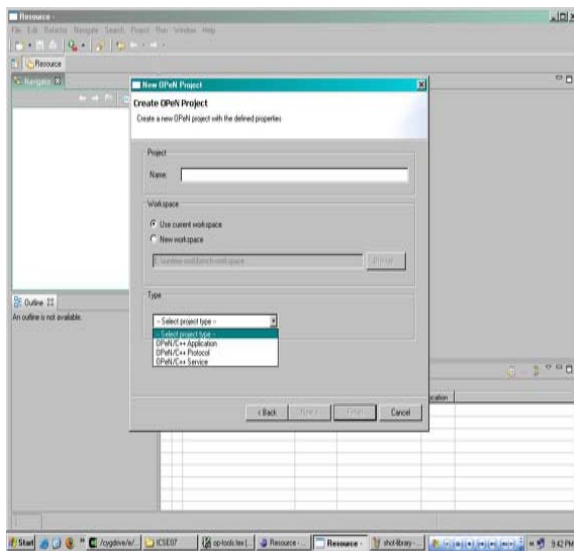 Resource -
File Edit Refactor Navigate Search Project Run Window Help
Resource
Navigator
New OPeN Project
Create OPeN Project
Create a new OPeN project with the defined properties
Project
Name:
Workspace
Use current workspace
New workspace
Type
-- Select project type --
-- Select project type --
OPeN/C++ Application
OPeN/C++ Protocol
OPeN/C++ Service
Outline
An outline is not available.
< Back
Cancel
Start
ICSE07
Resource - ...
Resource -
9:42 PM